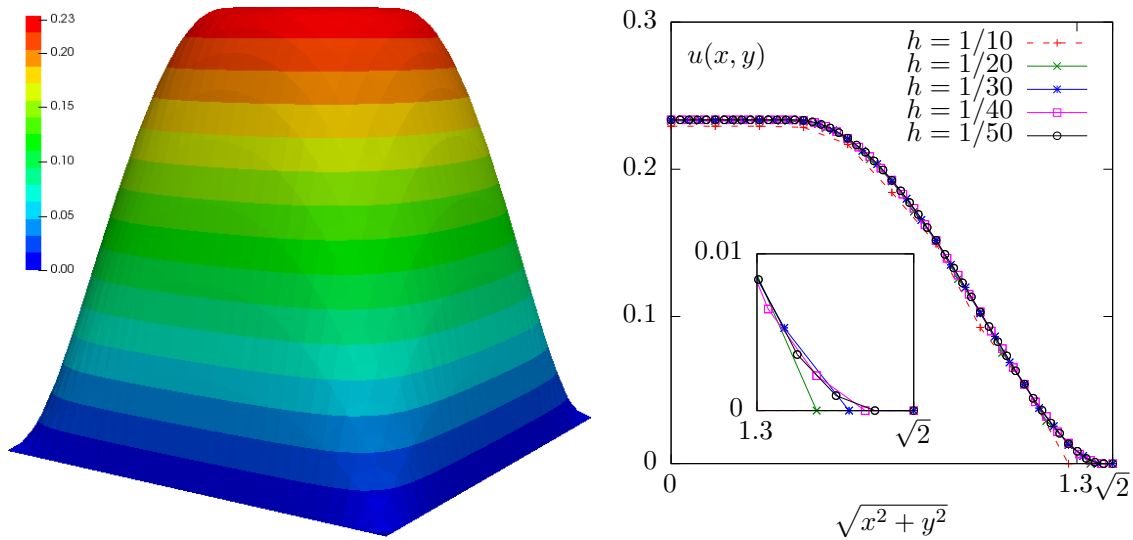 0.23
0.20
0.15
0.10
0.05
0.00
0.3
0.2
0.1
0
u(x, y)
h = 1/10
h = 1/20
h = 1/30
h = 1/40
h = 1/50
0.01
0
1.3
√2
0
1.3
√2
√x² + y²